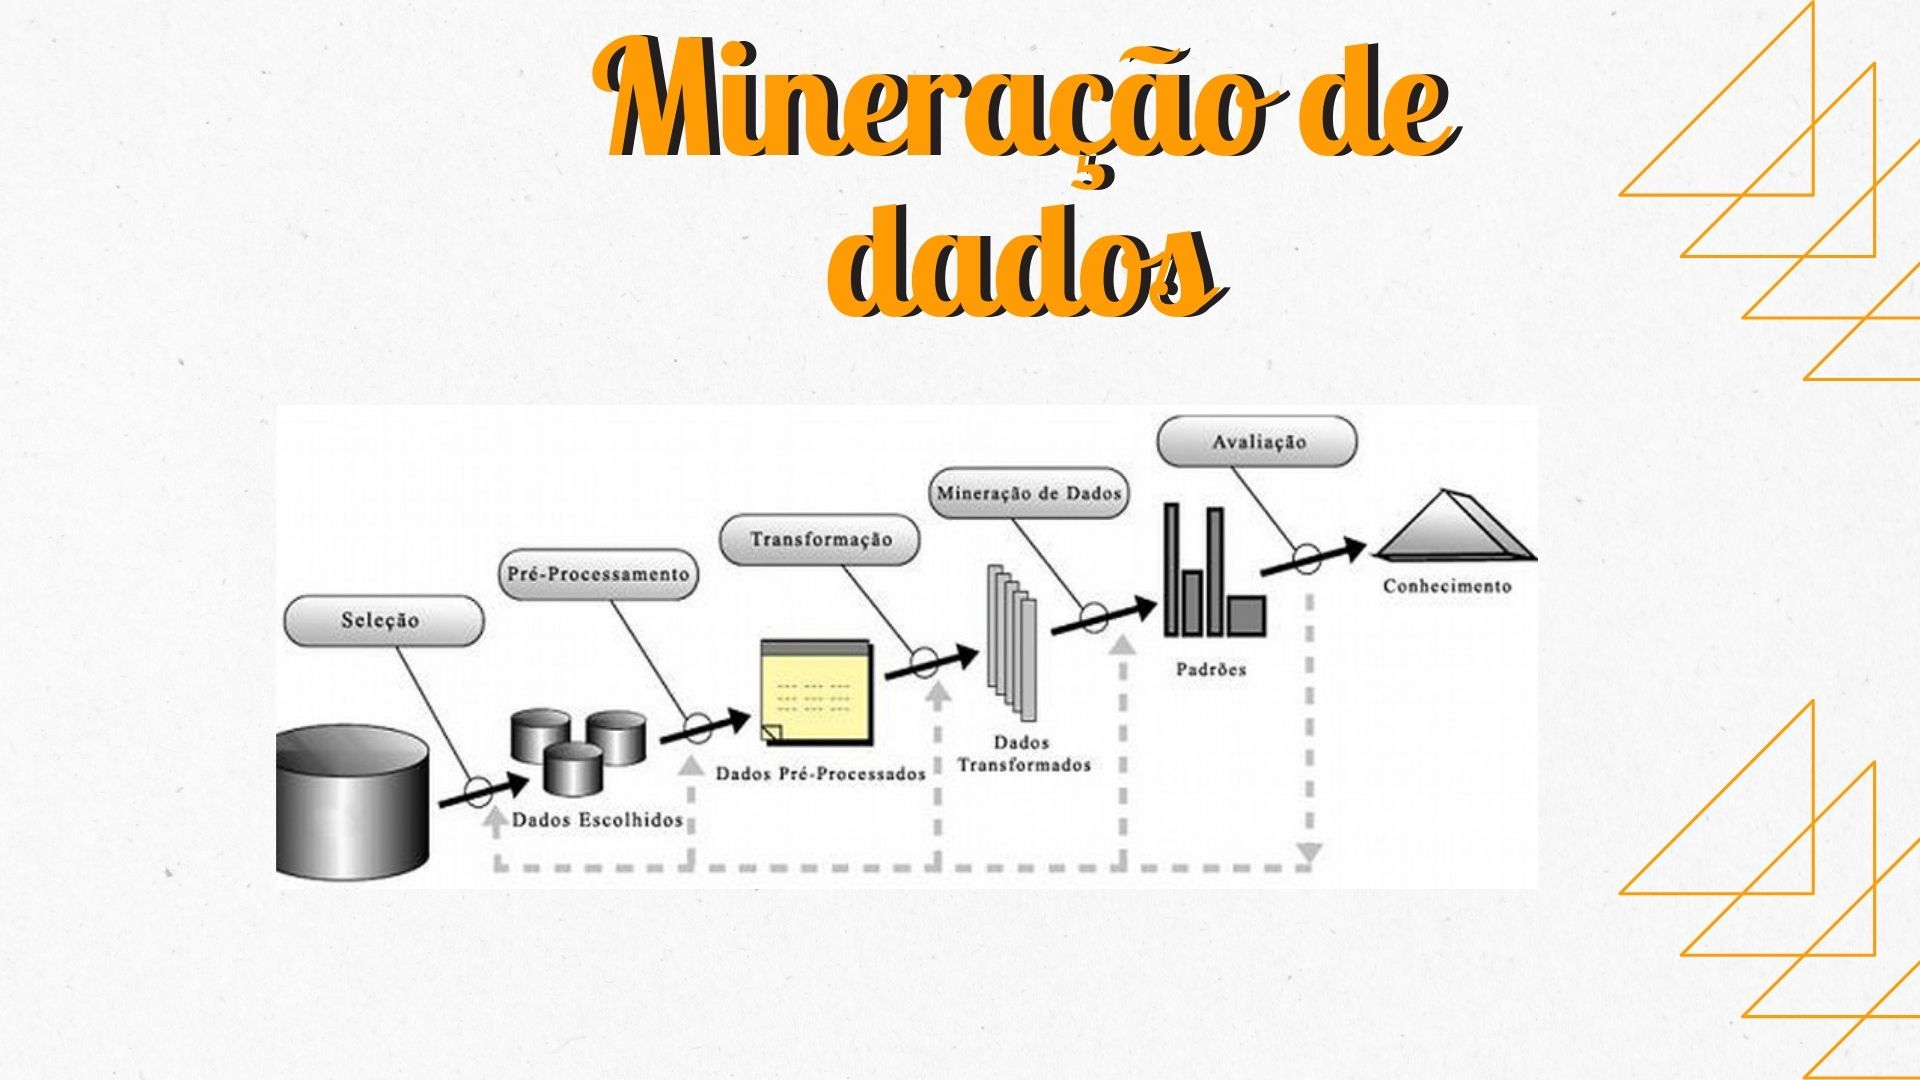 Mineração de
dados
Avaliação
Mineração de Dados
Transformação
Pré-Processamento
Seleção
Conhecimento
Padrões
Dados
Transformados
Dados Pré-Processados
Dados Escolhidos